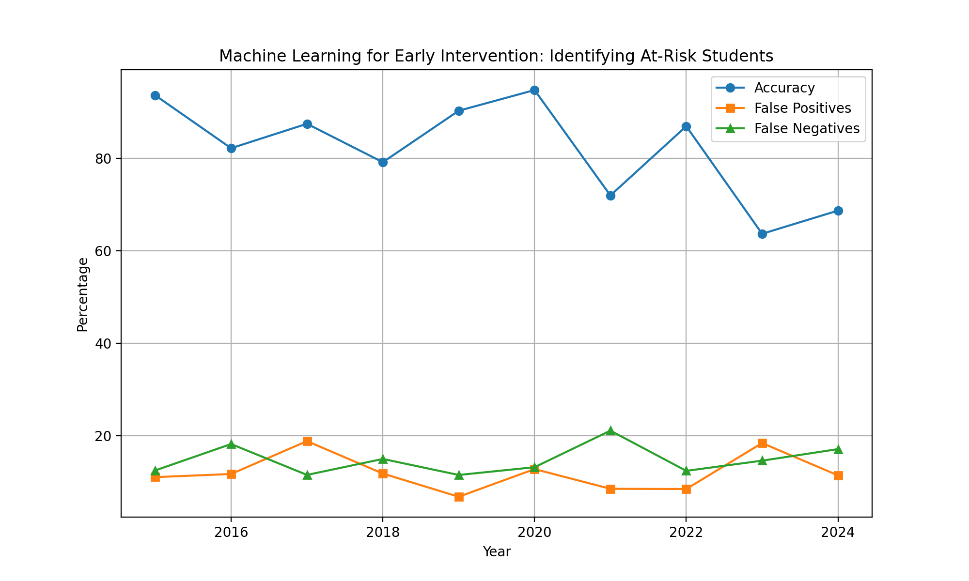 Machine Learning for Early Intervention: Identifying At-Risk Students
Accuracy
False Positives
False Negatives
80
60
40
20
Percentage
2016
2018
2020
2022
2024
Year